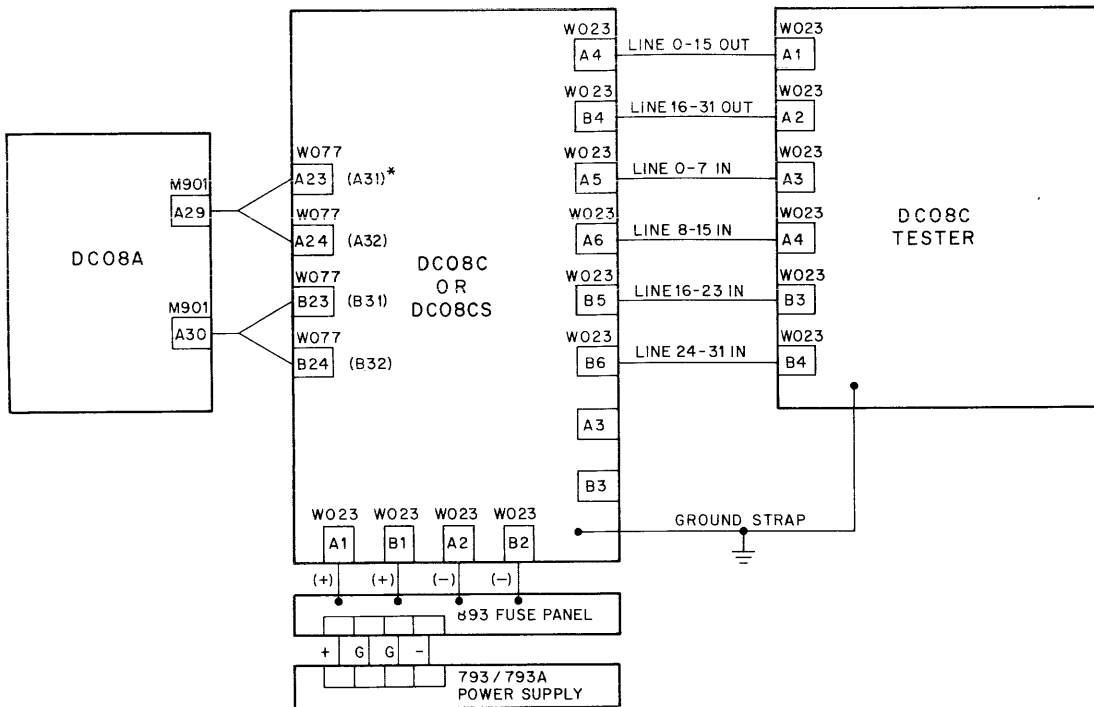 DC08A
M901
A29
M901
A30
W077
A23 (A31)*
W077
A24 (A32)
W077
B23 (B31)
W077
B24 (B32)
DC08C
OR
DC08CS
W023
A4
W023
B4
W023
A5
W023
A6
W023
B5
W023
B6
A3
B3
LINE 0-15 OUT
LINE 16-31 OUT
LINE 0-7 IN
LINE 8-15 IN
LINE 16-23 IN
LINE 24-31 IN
W023
A1
W023
A2
W023
A3
W023
A4
W023
B3
W023
B4
DC08C
TESTER
GROUND STRAP
W023 W023 W023 W023
A1 B1 A2 B2
(+) (+) (-) (-)
893 FUSE PANEL
+ G G -
793/793A
POWER SUPPLY